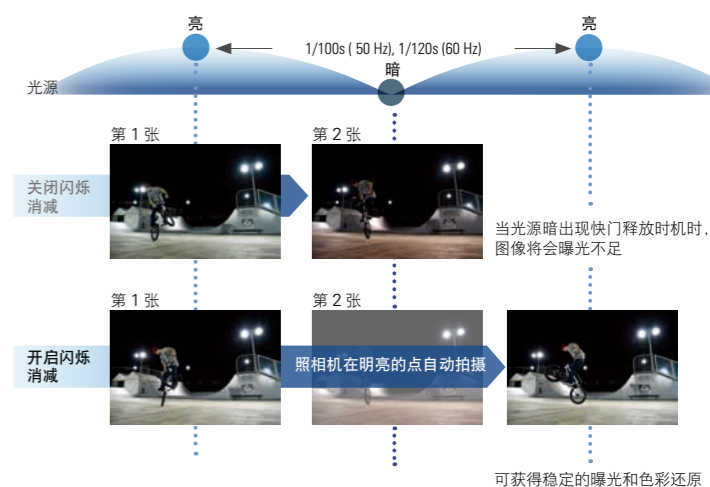 亮
亮
1/100s ( 50 Hz), 1/120s (60 Hz)
暗
光源
第 1 张
第 2 张
关闭闪烁
消减
当光源暗出现快门释放时机时，
图像将会曝光不足
第 1 张
第 2 张
开启闪烁
消减
照相机在明亮的点自动拍摄
可获得稳定的曝光和色彩还原